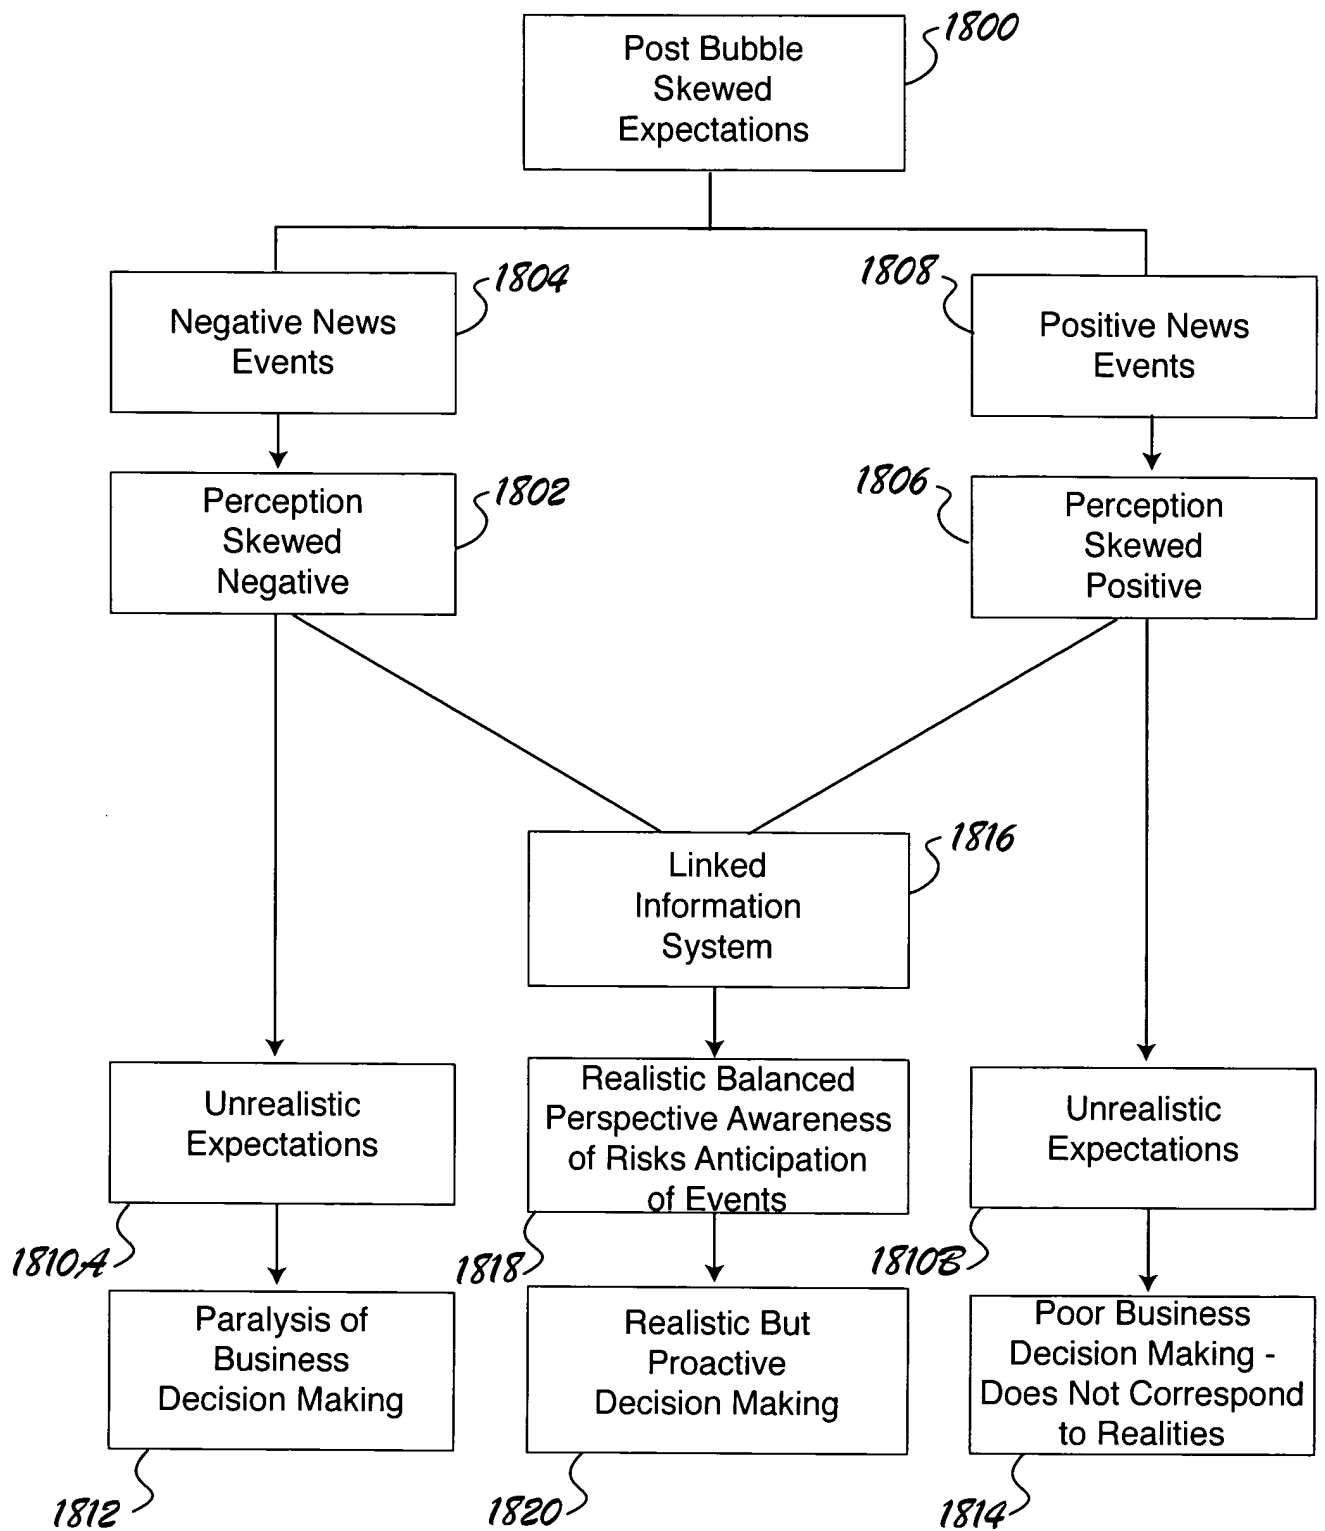 1800
Post Bubble
Skewed
Expectations
1804
Negative News
Events
1808
Positive News
Events
1802
Perception
Skewed
Negative
1806
Perception
Skewed
Positive
1816
Linked
Information
System
Unrealistic
Expectations
1810A
Realistic Balanced
Perspective Awareness
of Risks Anticipation
of Events
1818
Unrealistic
Expectations
1810B
Paralysis of
Business
Decision Making
1812
Realistic But
Proactive
Decision Making
1820
Poor Business
Decision Making -
Does Not Correspond
to Realities
1814